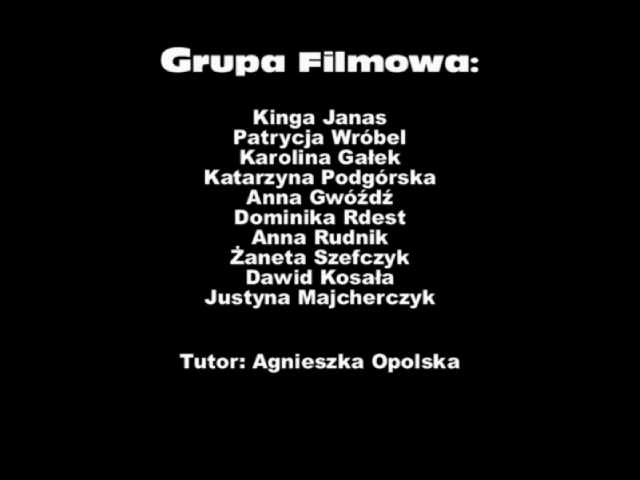 Grupa Filmowa:
Kinga Janas
Patrycja Wróbel
Karolina Gałek
Katarzyna Podgórska
Anna Gwóźdź
Dominika Rdest
Anna Rudnik
Żaneta Szefczyk
Dawid Kosała
Justyna Majcherczyk
Tutor: Agnieszka Opolska